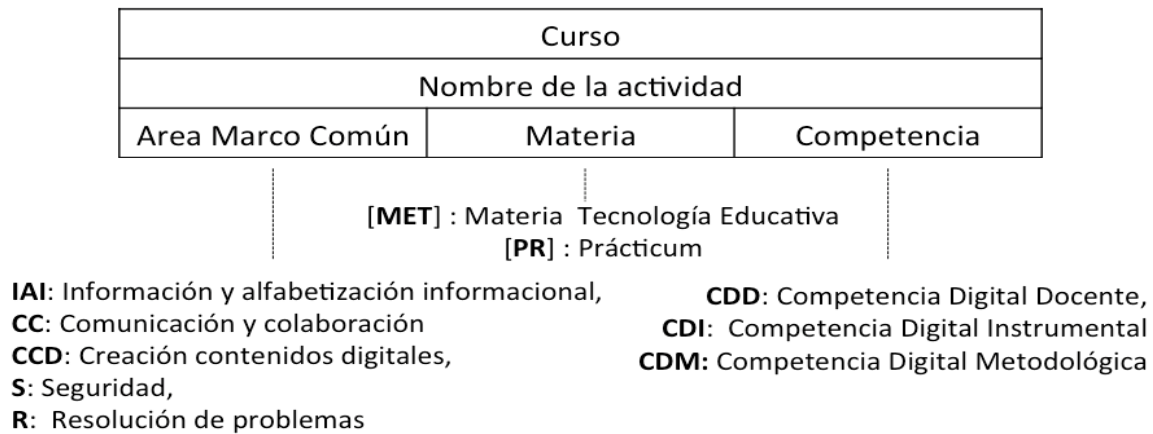 Curso
Nombre de la actividad
Area Marco Común
Materia
Competencia
[MET] : Materia Tecnología Educativa
[PR] : Prácticum
IAI: Información y alfabetización informacional,
CC: Comunicación y colaboración
CCD: Creación contenidos digitales,
S: Seguridad,
R: Resolución de problemas
CDD: Competencia Digital Docente,
CDI: Competencia Digital Instrumental
CDM: Competencia Digital Metodológica